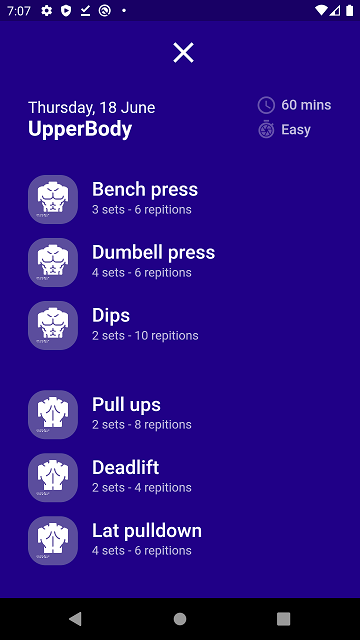 7:07
Thursday, 18 June
UpperBody
60 mins
Easy
Bench press
3 sets - 6 repitions
Dumbell press
4 sets - 6 repitions
Dips
2 sets - 10 repitions
Pull ups
2 sets - 8 repitions
Deadlift
2 sets - 4 repitions
Lat pulldown
4 sets - 6 repitions